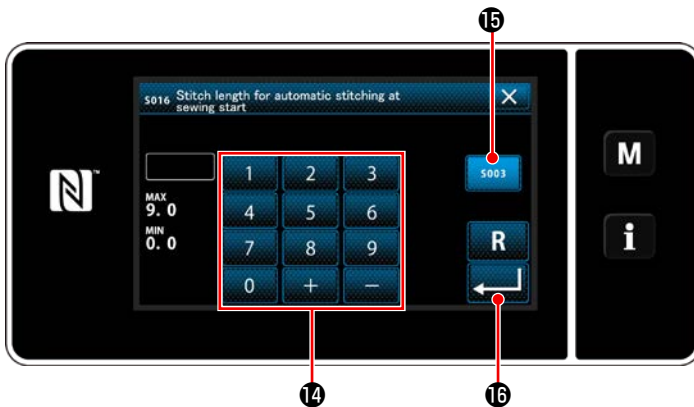 ⓯
S016 Stitch length for automatic stitching at
sewing start
X
1 2 3
S003
M
N™
MAX
9. 0
4 5 6
MIN
0. 0
7 8 9
R
i
0 + −
⓮
⓰